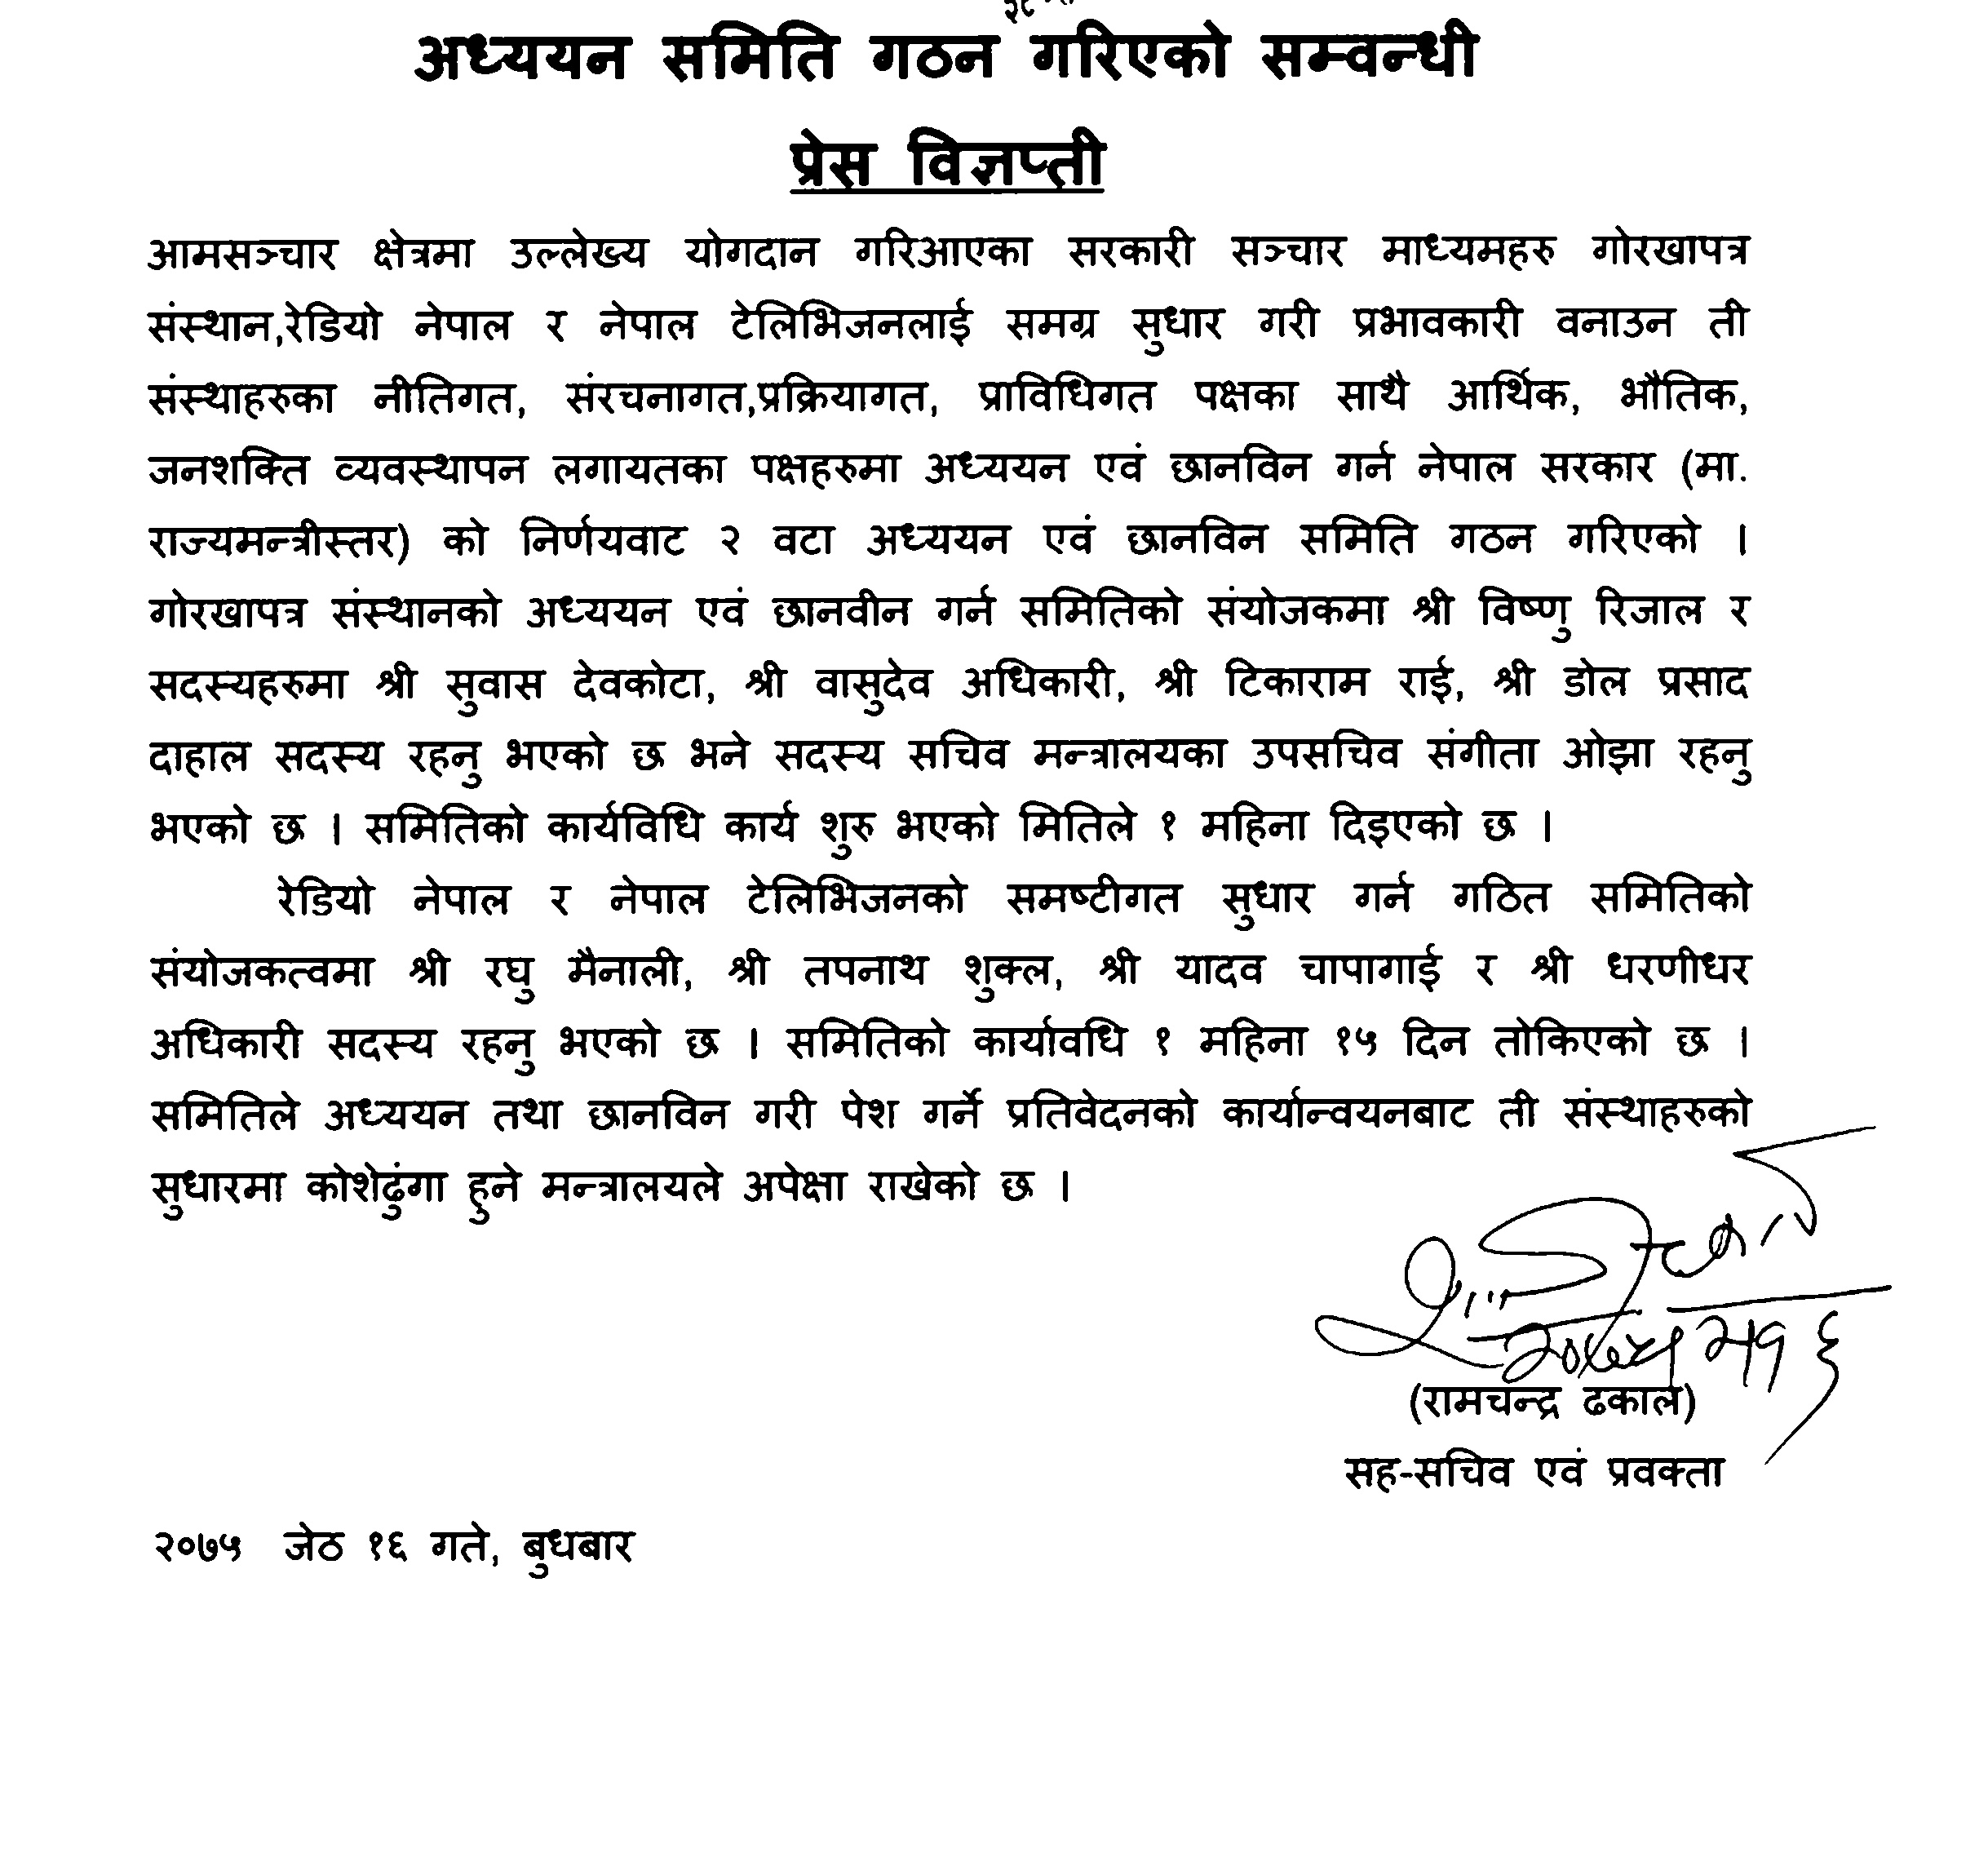 अध्ययन समिति गठन गरिएको सम्वन्धी
प्रेस विज्ञप्ती
आमसञ्चार क्षेत्रमा उल्लेख्य योगदान गरिआएका सरकारी सञ्चार माध्यमहरु गोरखापत्र
संस्थान,रेडियो नेपाल र नेपाल टेलिभिजनलाई समग्र सुधार गरी प्रभावकारी वनाउन ती
संस्थाहरुका नीतिगत, संरचनागत,प्रक्रियागत, प्राविधिगत पक्षका साथै आर्थिक, भौतिक,
जनशक्ति व्यवस्थापन लगायतका पक्षहरुमा अध्ययन एवं छानविन गर्न नेपाल सरकार (मा.
राज्यमन्त्रीस्तर) को निर्णयवाट २ वटा अध्ययन एवं छानविन समिति गठन गरिएको ।
गोरखापत्र संस्थानको अध्ययन एवं छानवीन गर्न समितिको संयोजकमा श्री विष्णु रिजाल र
सदस्यहरुमा श्री सुवास देवकोटा, श्री वासुदेव अधिकारी, श्री टिकाराम राई, श्री डोल प्रसाद
दाहाल सदस्य रहनु भएको छ भने सदस्य सचिव मन्त्रालयका उपसचिव संगीता ओझा रहनु
भएको छ । समितिको कार्यविधि कार्य शुरु भएको मितिले १ महिना दिइएको छ ।
रेडियो नेपाल र नेपाल टेलिभिजनको समष्टीगत सुधार गर्न गठित समितिको
संयोजकत्वमा श्री रघु मैनाली, श्री तपनाथ शुक्ल, श्री यादव चापागाई र श्री धरणीधर
अधिकारी सदस्य रहनु भएको छ । समितिको कार्यावधि १ महिना १५ दिन तोकिएको छ ।
समितिले अध्ययन तथा छानविन गरी पेश गर्ने प्रतिवेदनको कार्यान्वयनबाट ती संस्थाहरुको
सुधारमा कोशेढुंगा हुने मन्त्रालयले अपेक्षा राखेको छ ।
(रामचन्द्र ढकाल)
सह-सचिव एवं प्रवक्ता
२०७५ जेठ १६ गते, बुधबार